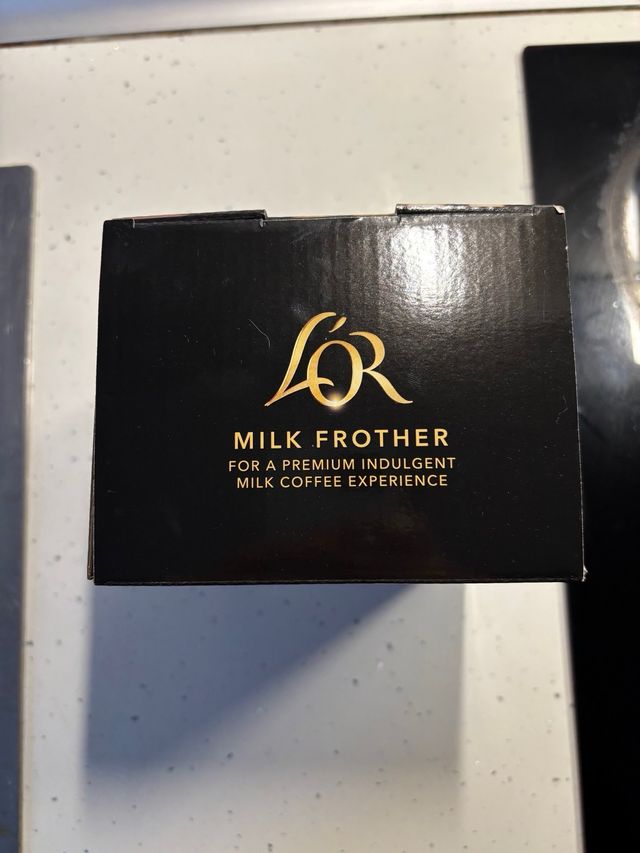 L'OR
MILK FROTHER
FOR A PREMIUM INDULGENT
MILK COFFEE EXPERIENCE